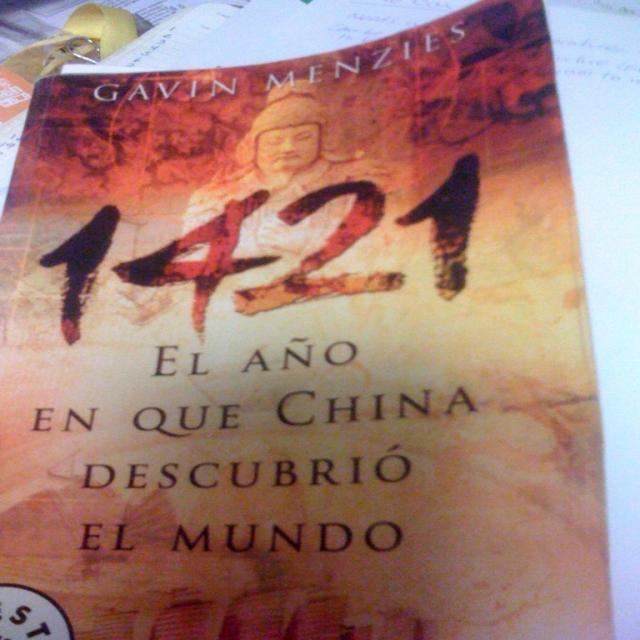 GAVIN MENZIES
1421
EL AÑO
EN QUE CHINA
DESCUBRIÓ
EL MUNDO